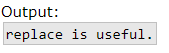 Output:
replace is useful.